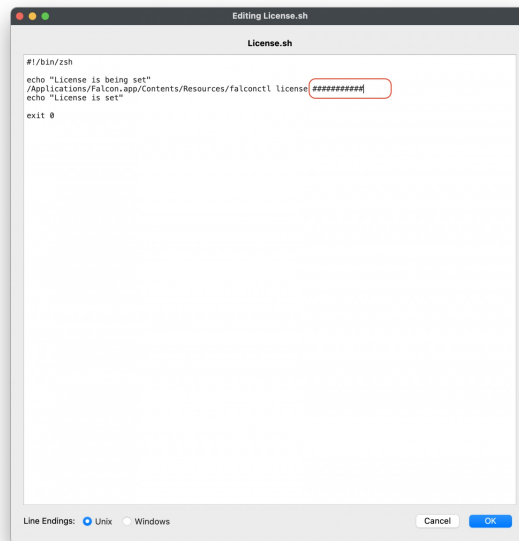 Editing License.sh
License.sh
#!/bin/zsh
echo "License is being set"
/Applications/Falcon.app/Contents/Resources/falconctl license ###########
echo "License is set"
exit 0
Line Endings: Unix Windows Cancel OK